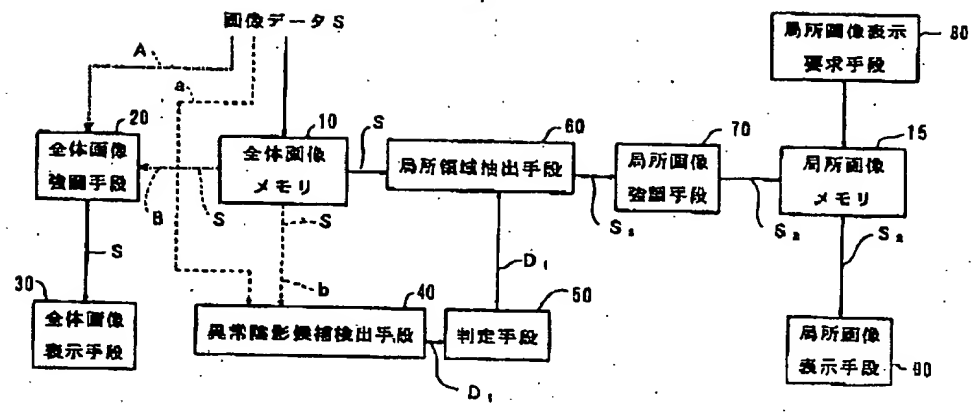 画像データS
A
a
20
全体画像
強調手段
10
全体画像
メモリ
S
60
局所領域抽出手段
70
局所画像
強調手段
80
局所画像表示
要求手段
15
局所画像
メモリ
B
S
S
S
S₁
S₂
S₂
D₁
b
30
全体画像
表示手段
40
異常陰影候補検出手段
50
判定手段
D₁
局所画像
表示手段
90